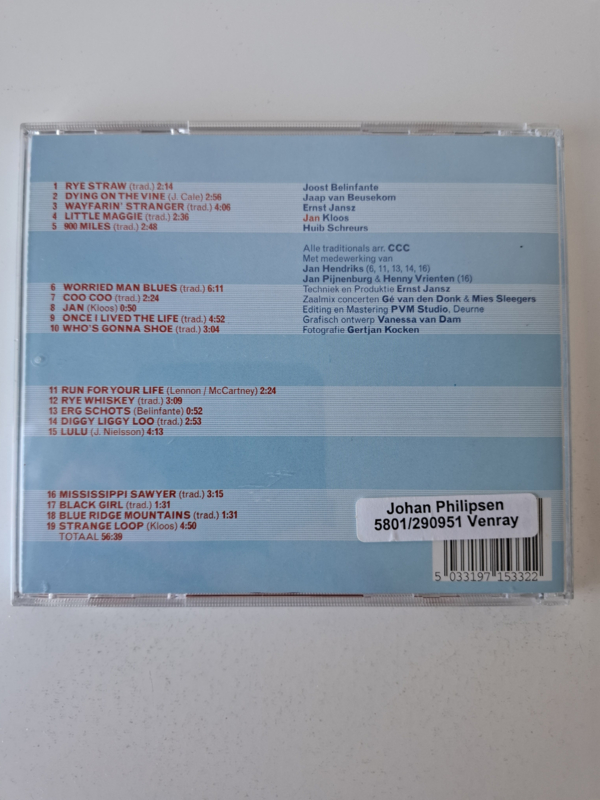 1 RYE STRAW (trad.) 2:14
2 DYING ON THE VINE (J. Cale) 2:56
3 WAYFARIN' STRANGER (trad.) 4:06
4 LITTLE MAGGIE (trad.) 2:36
5 900 MILES (trad.) 2:48
6 WORRIED MAN BLUES (trad.) 6:11
7 COO COO (trad.) 2:24
8 JAN (Kloos) 0:50
9 ONCE I LIVED THE LIFE (trad.) 4:52
10 WHO'S GONNA SHOE (trad.) 3:04
11 RUN FOR YOUR LIFE (Lennon / McCartney) 2:24
12 RYE WHISKEY (trad.) 3:09
13 ERG SCHOTS (Belinfante) 0:52
14 DIGGY LIGGY LOO (trad.) 2:53
15 LULU (J. Nielsson) 4:13
16 MISSISSIPPI SAWYER (trad.) 3:15
17 BLACK GIRL (trad.) 1:31
18 BLUE RIDGE MOUNTAINS (trad.) 1:31
19 STRANGE LOOP (Kloos) 4:50
TOTAAL 56:39
Joost Belinfante
Jaap van Beusekom
Ernst Jansz
Jan Kloos
Huib Schreurs
Alle traditionals arr. CCC
Met medewerking van
Jan Hendriks (6, 11, 13, 14, 16)
Jan Pijnenburg & Henny Vrienten (16)
Techniek en Produktie Ernst Jansz
Zaalmix concerten Gé van den Donk & Mies Sleegers
Editing en Mastering PVM Studio, Deurne
Grafisch ontwerp Vanessa van Dam
Fotografie Gertjan Kocken
Johan Philipsen
5801/290951 Venray
5 033197 153322